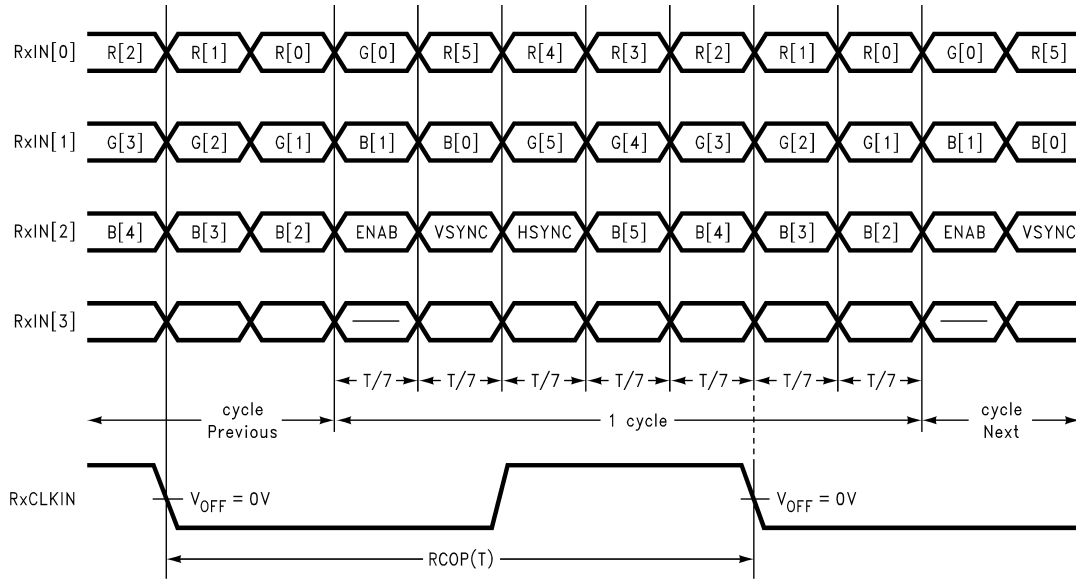 RxIN[0] R[2] R[1] R[0] G[0] R[5] R[4] R[3] R[2] R[1] R[0] G[0] R[5]
RxIN[1] G[3] G[2] G[1] B[1] B[0] G[5] G[4] G[3] G[2] G[1] B[1] B[0]
RxIN[2] B[4] B[3] B[2] ENAB VSYNC HSYNC B[5] B[4] B[3] B[2] ENAB VSYNC
RxIN[3]
T/7 T/7 T/7 T/7 T/7 T/7 T/7
cycle
Previous
1 cycle
cycle
Next
RxCLKIN VOFF = 0V VOFF = 0V
RCOP(T)